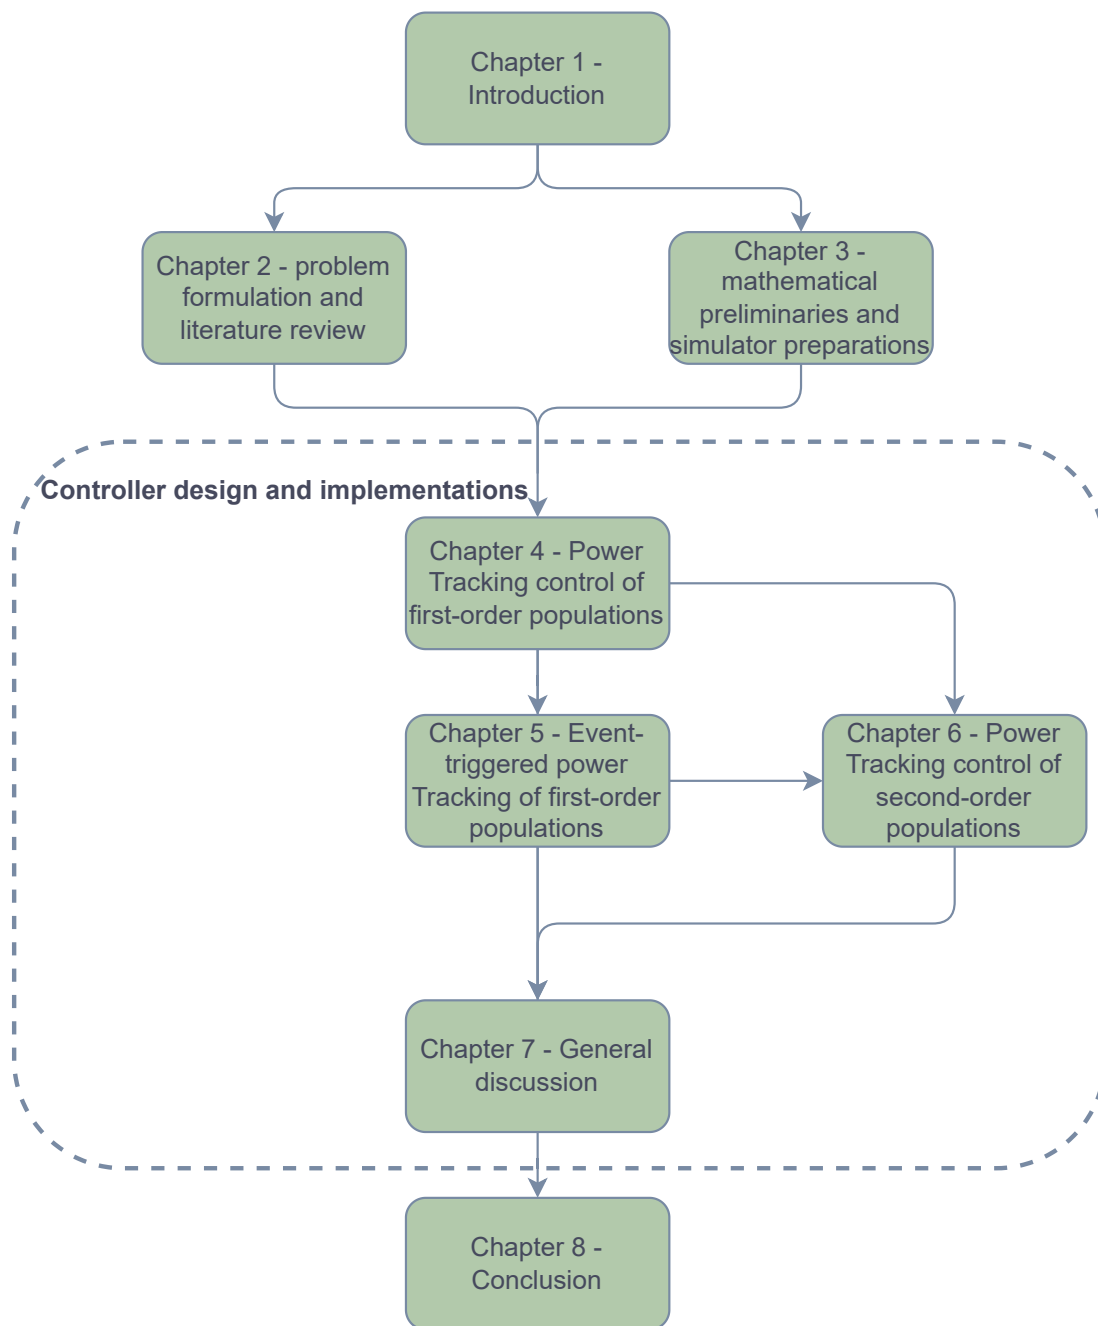 Chapter 1 -
Introduction
Chapter 2 - problem
formulation and
literature review
Chapter 3 -
mathematical
preliminaries and
simulator preparations
Controller design and implementations
Chapter 4 - Power
Tracking control of
first-order populations
Chapter 5 - Event-
triggered power
Tracking of first-order
populations
Chapter 6 - Power
Tracking control of
second-order
populations
Chapter 7 - General
discussion
Chapter 8 -
Conclusion